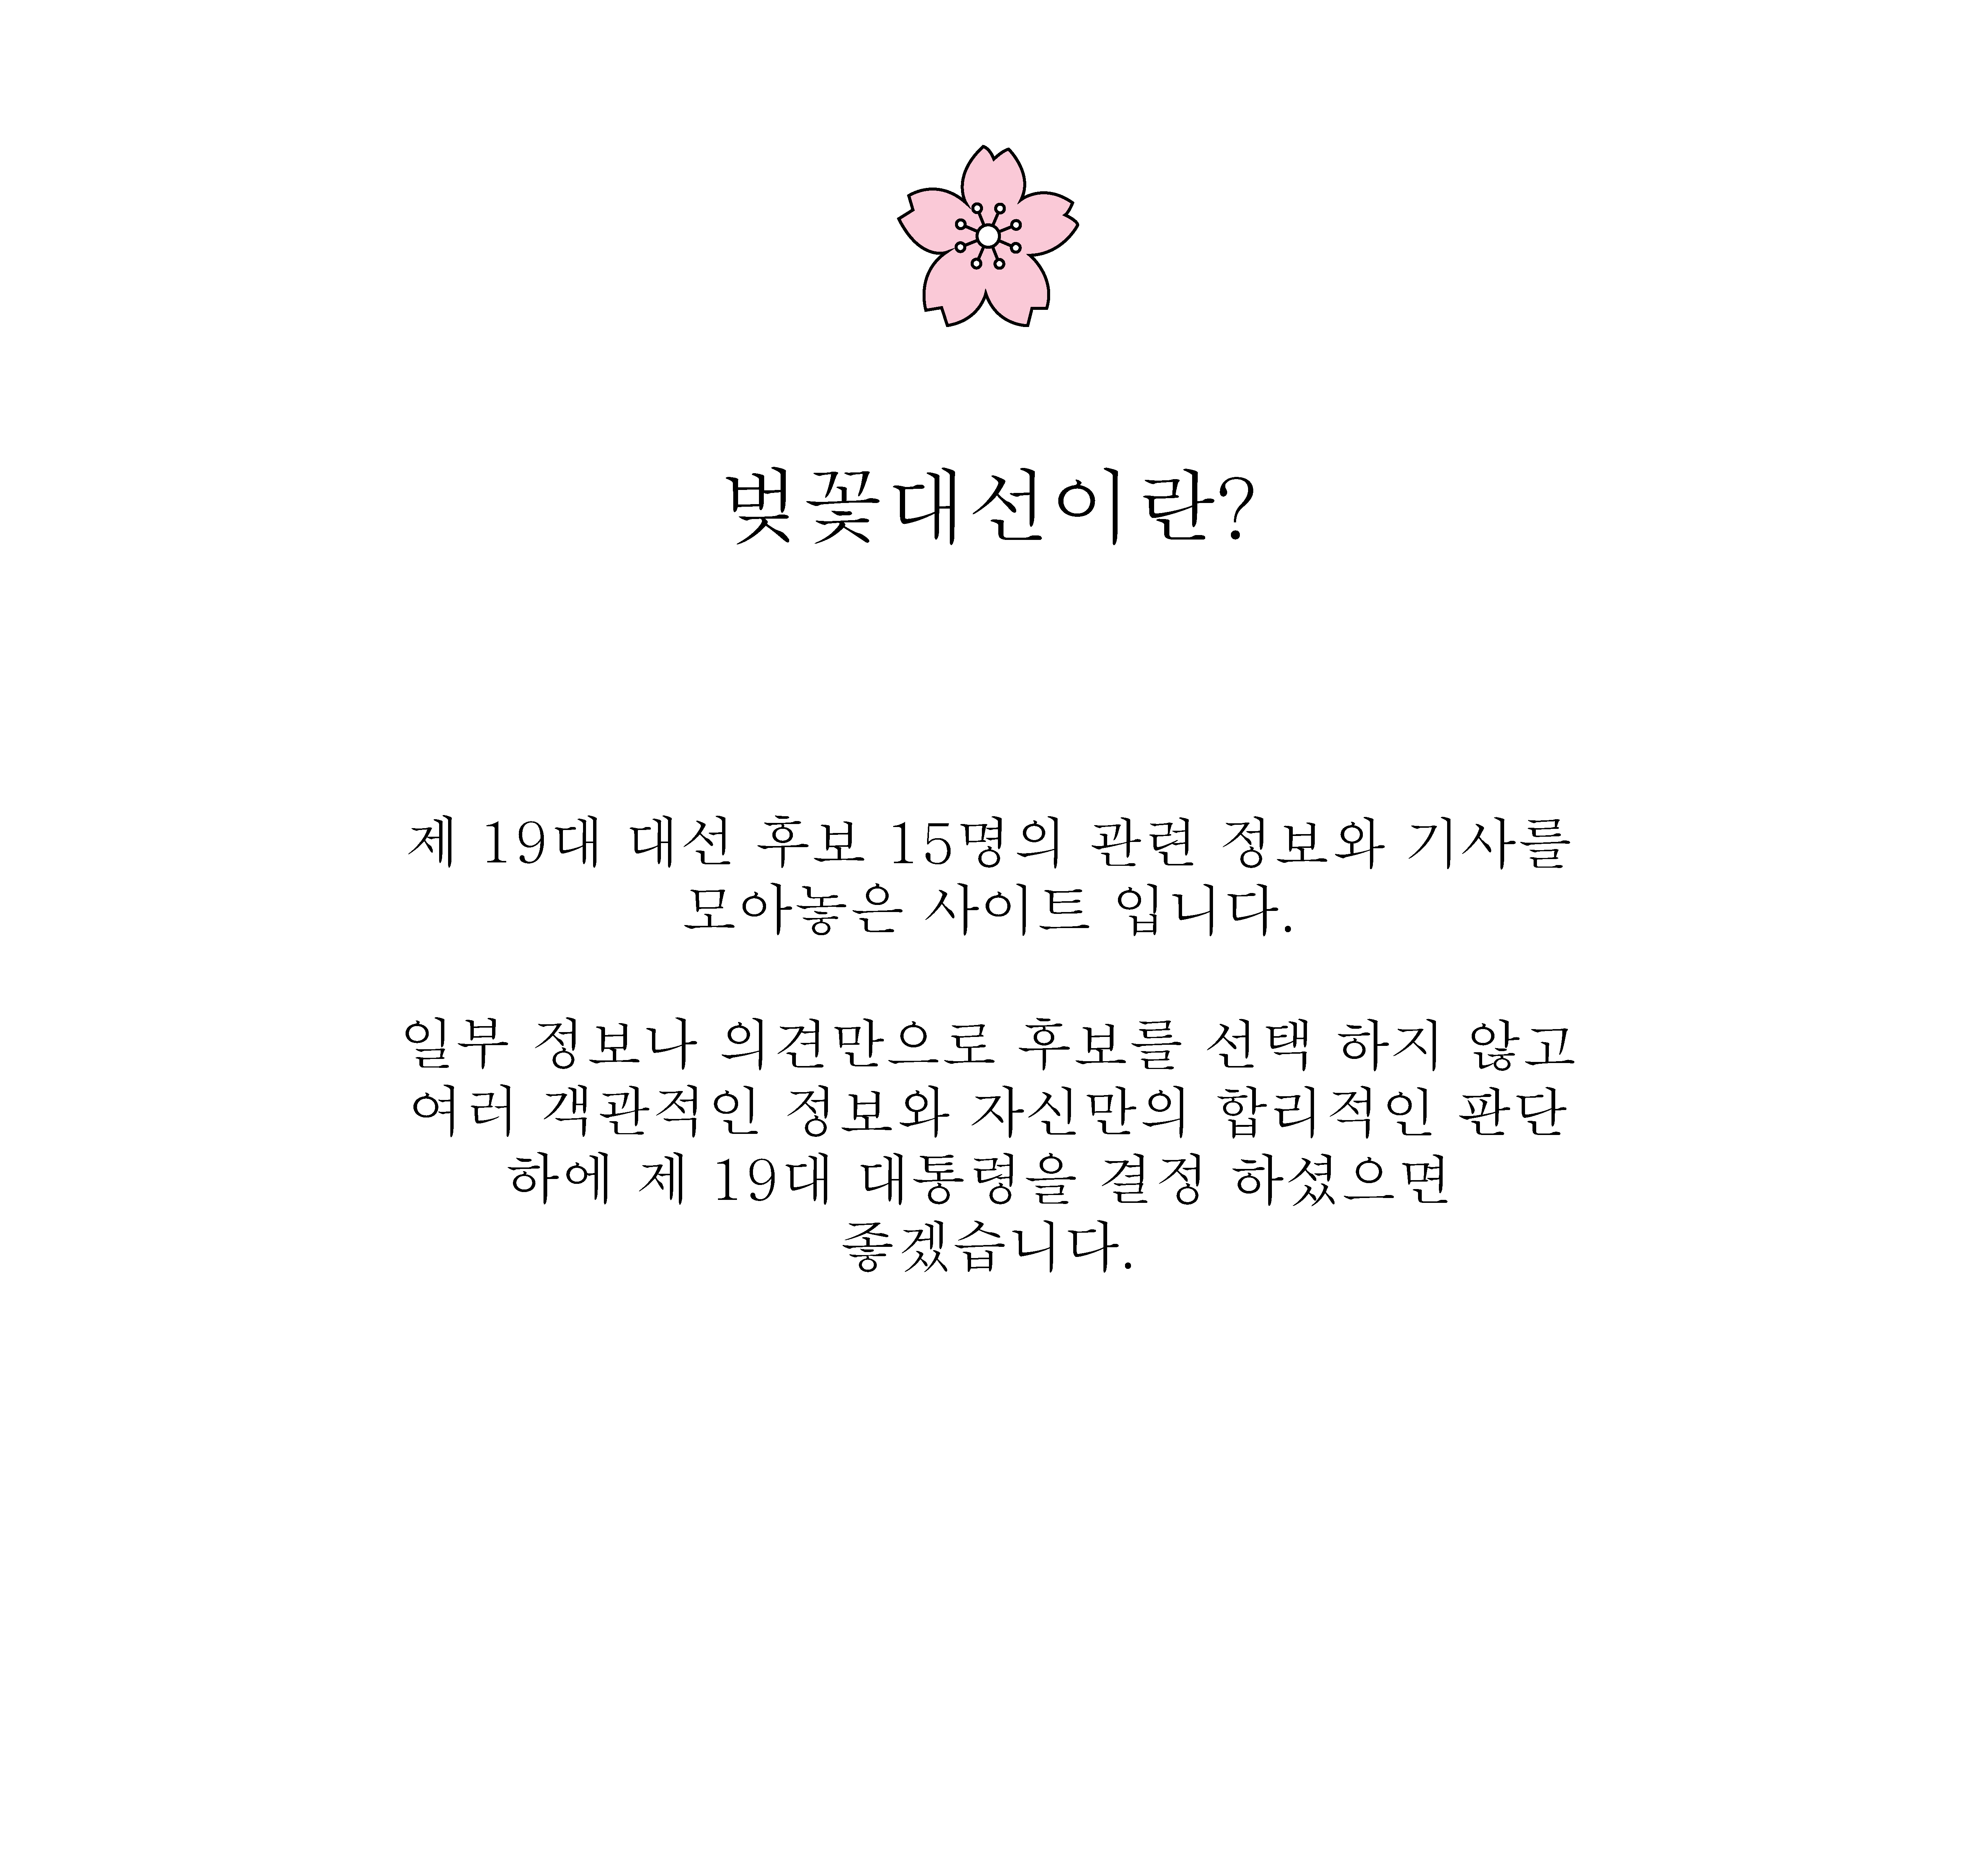 벚꽃대선이란?
제 19대 대선 후보 15명의 관련 정보와 기사를
모아놓은 사이트 입니다.
일부 정보나 의견만으로 후보를 선택 하지 않고
여러 객관적인 정보와 자신만의 합리적인 판단
하에 제 19대 대통령을 결정 하셨으면
좋겠습니다.